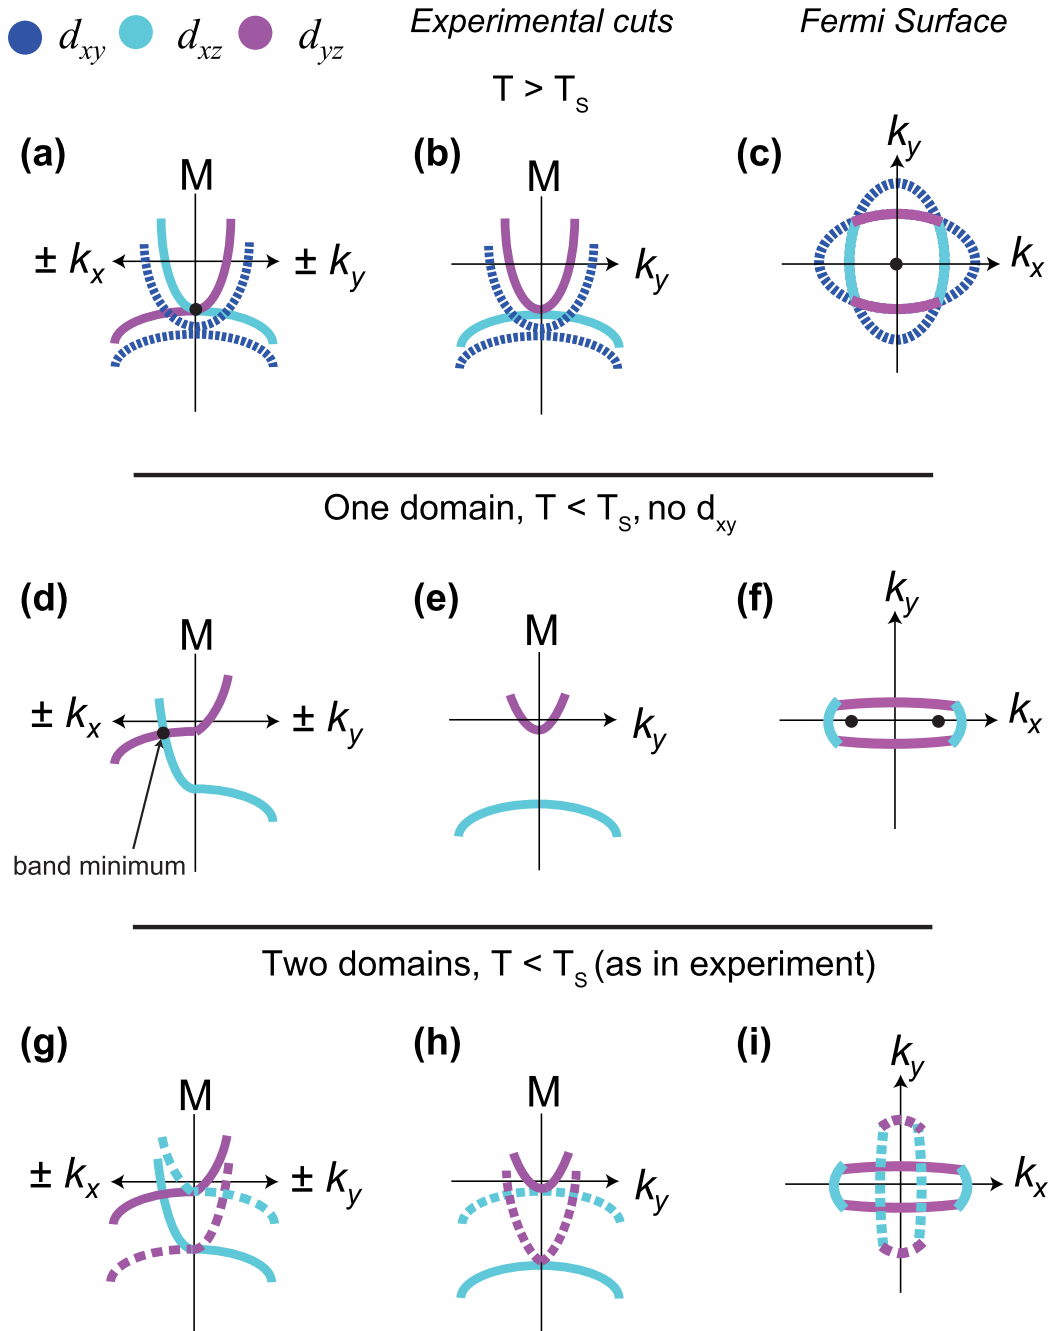 d_xy d_xz d_yz
Experimental cuts
Fermi Surface
T > T_S
(a)
M
± k_x
± k_y
(b)
M
k_y
(c)
k_y
k_x
One domain, T < T_S, no d_xy
(d)
M
± k_x
± k_y
band minimum
(e)
M
k_y
(f)
k_y
k_x
Two domains, T < T_S (as in experiment)
(g)
M
± k_x
± k_y
(h)
M
k_y
(i)
k_y
k_x